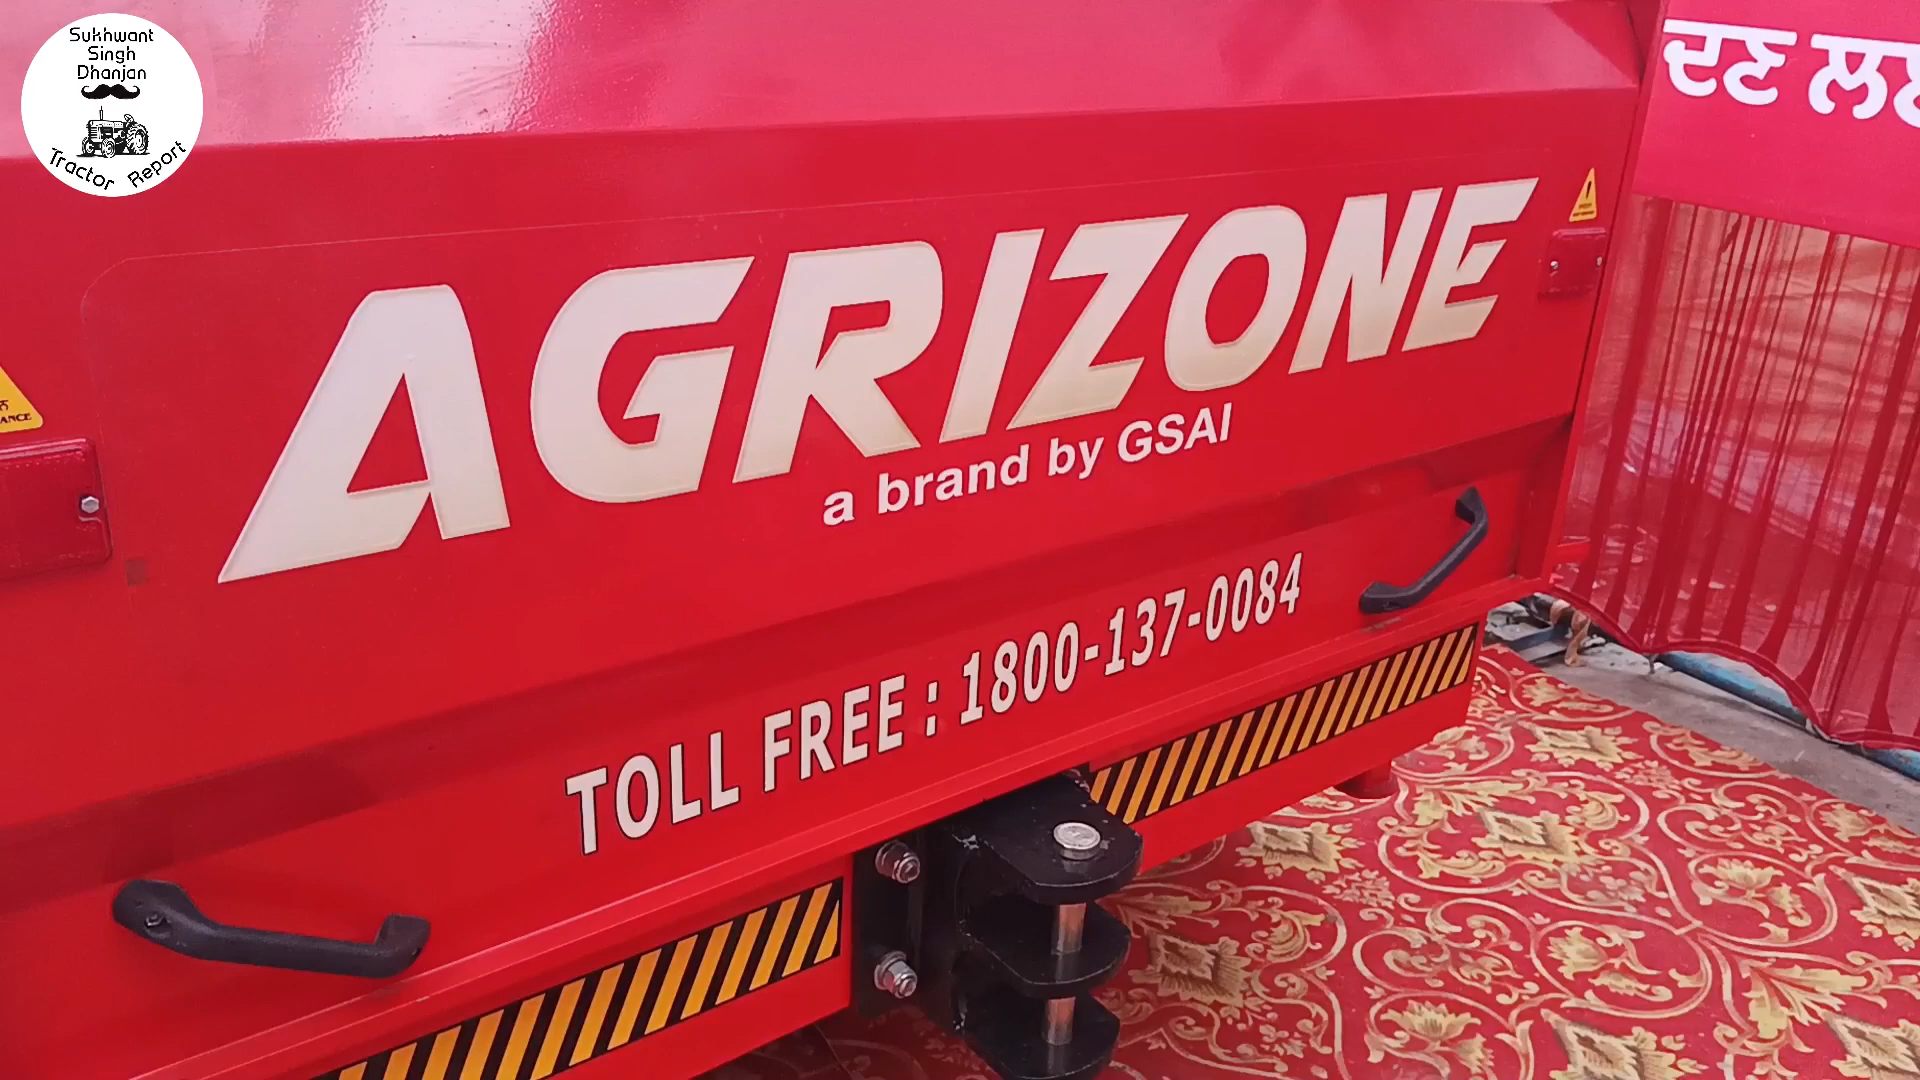 Sukhwant
Singh
Dhanjan
Tractor Report
AGRIZONE
a brand by GSAI
TOLL FREE : 1800-137-0084